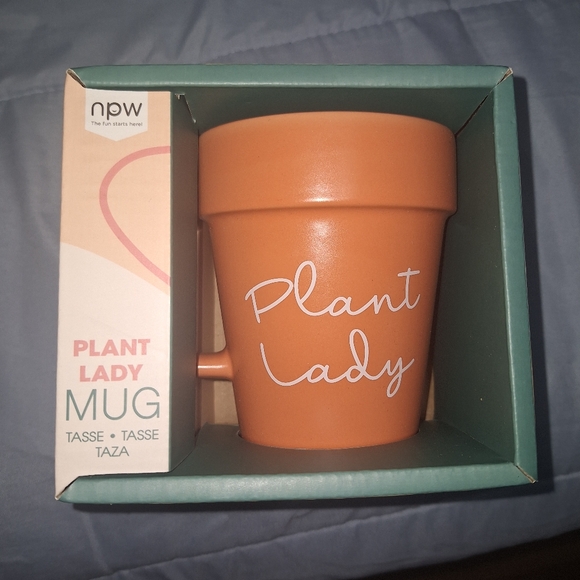 npw
The fun starts here!
PLANT
LADY
MUG
TASSE • TASSE
TAZA
Plant
Lady